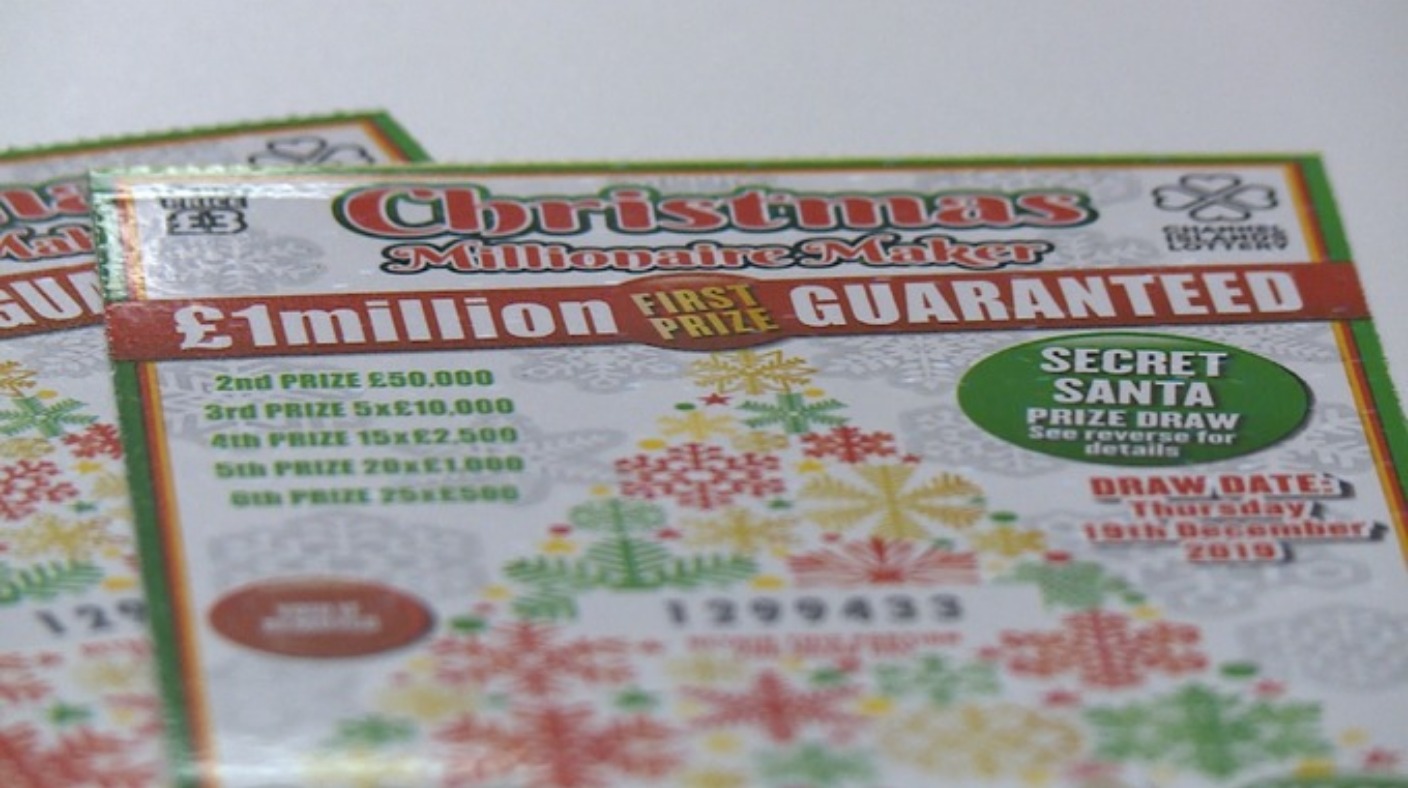 PRICE
£3
Christmas
Millionaire Maker
CHANNEL
ISLANDS
LOTTERY
£1million FIRST PRIZE GUARANTEED
2nd PRIZE £50,000
3rd PRIZE 5x£10,000
4th PRIZE 15x£2,500
5th PRIZE 20x£1,000
6th PRIZE 25x£500
SECRET
SANTA
PRIZE DRAW
See reverse for
details
DRAW DATE:
Thursday
19th December
2019
1299433
129